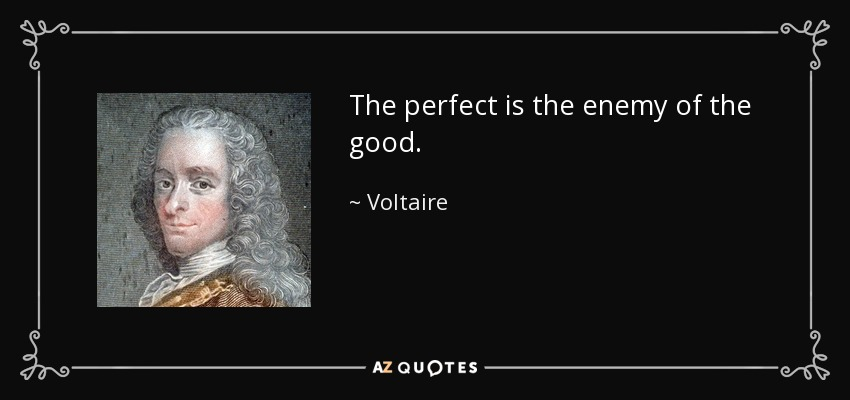 The perfect is the enemy of the
good.
~ Voltaire
AZ QUOTES